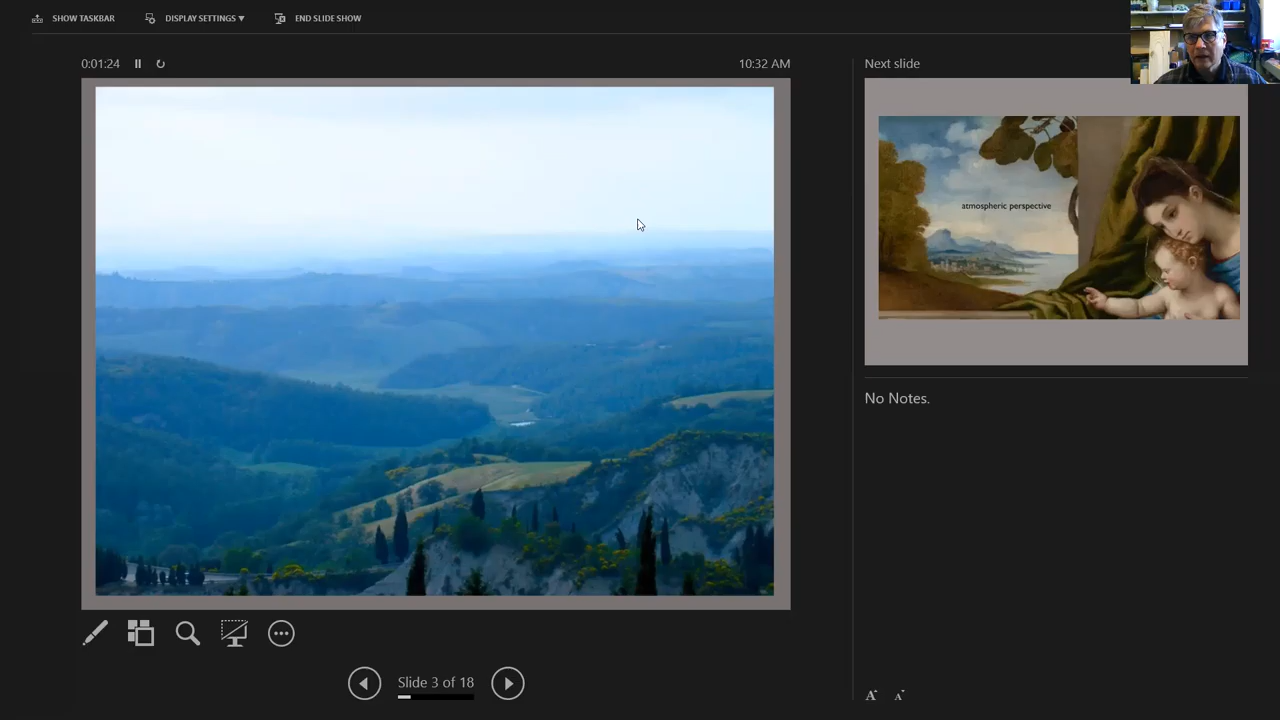 SHOW TASKBAR
DISPLAY SETTINGS ▼
END SLIDE SHOW
0:01:24
10:32 AM
Next slide
atmospheric perspective
No Notes.
Slide 3 of 18
A A